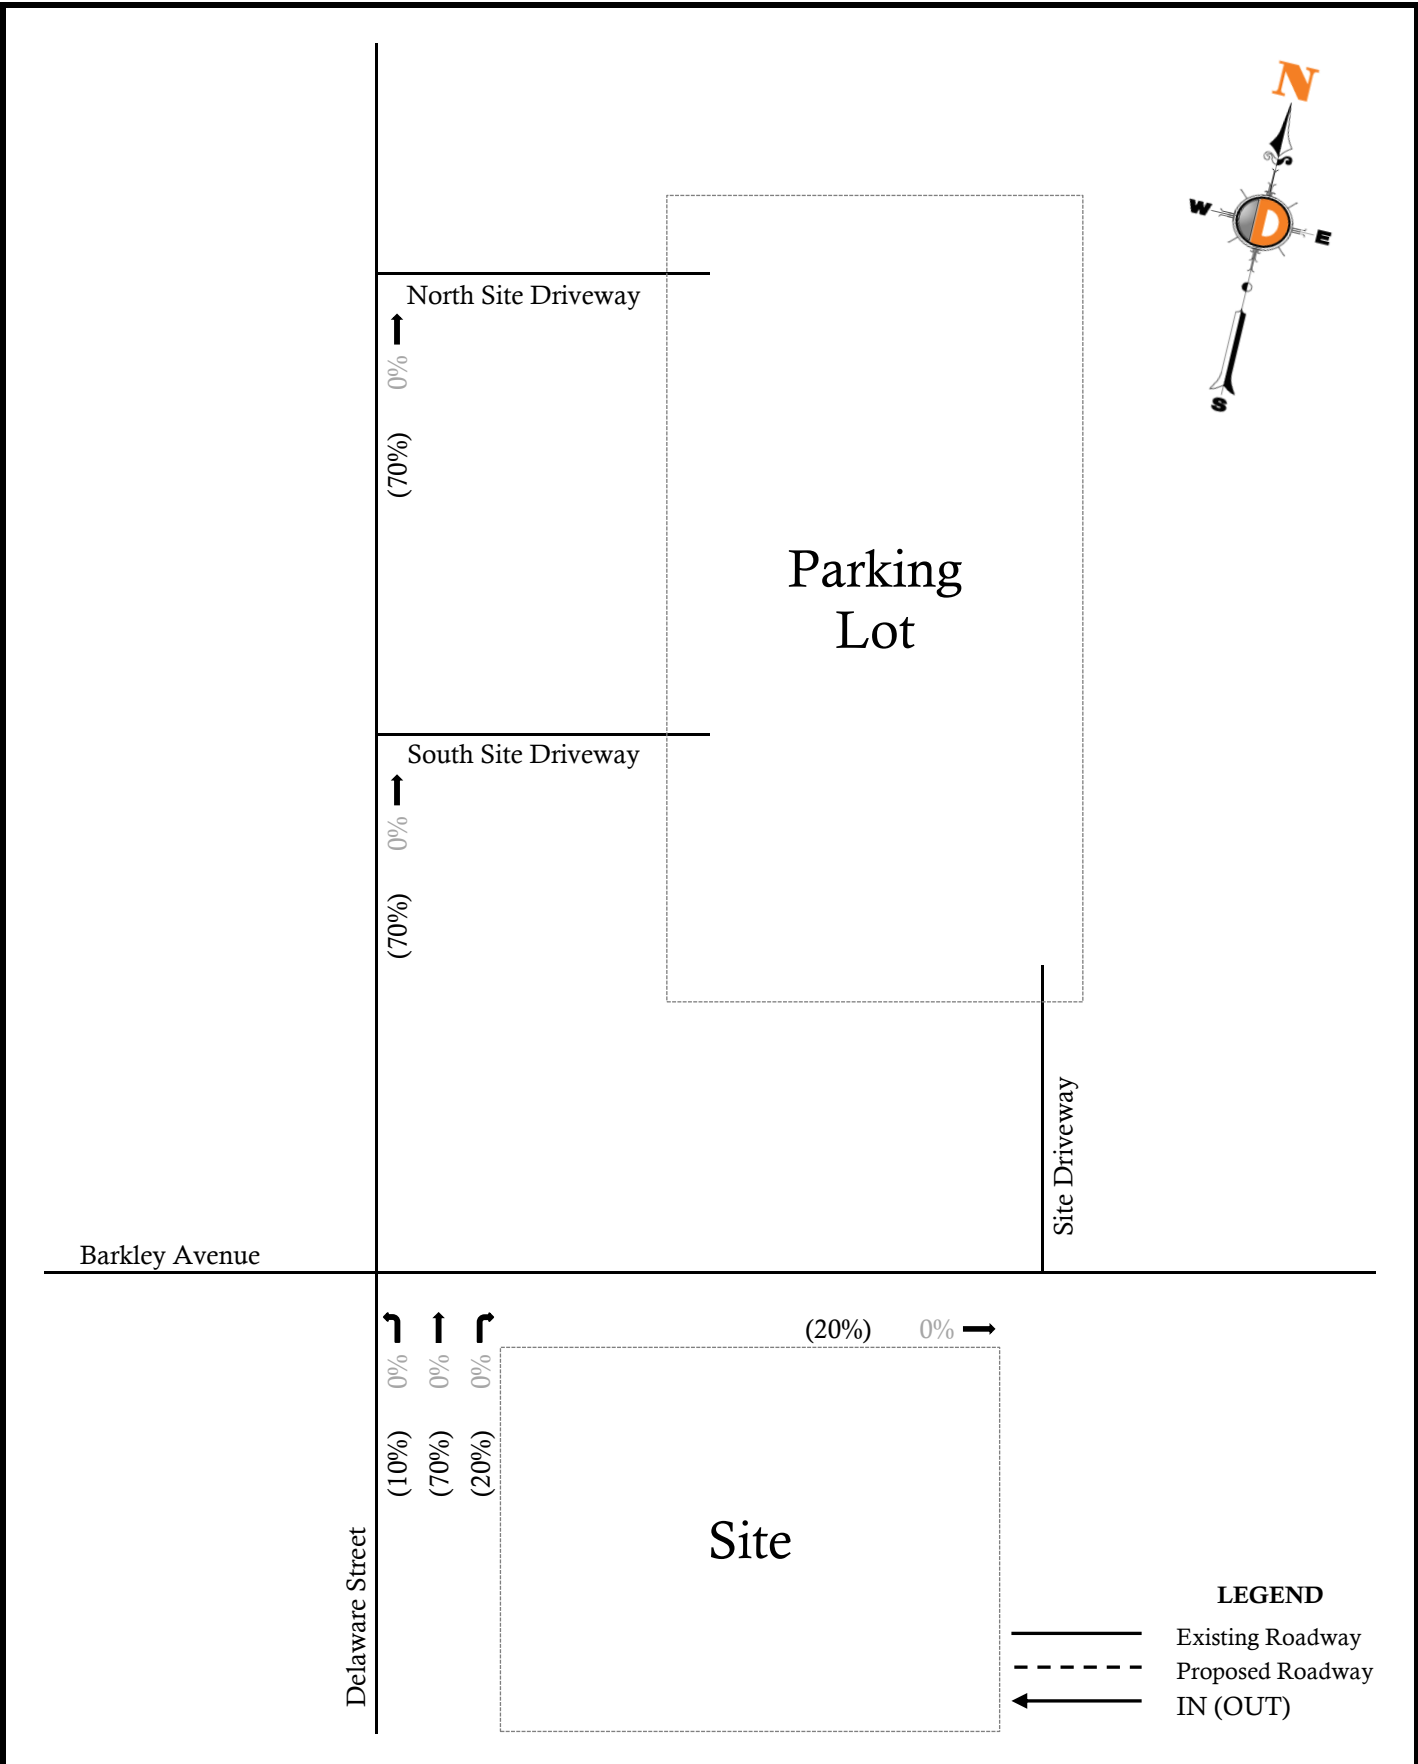 N
W
D
E
S
North Site Driveway
0%
(70%)
Parking
Lot
South Site Driveway
0%
(70%)
Site Driveway
Barkley Avenue
(20%) 0%
0% 0% 0%
(10%) (70%) (20%)
Site
Delaware Street
LEGEND
Existing Roadway
Proposed Roadway
IN (OUT)